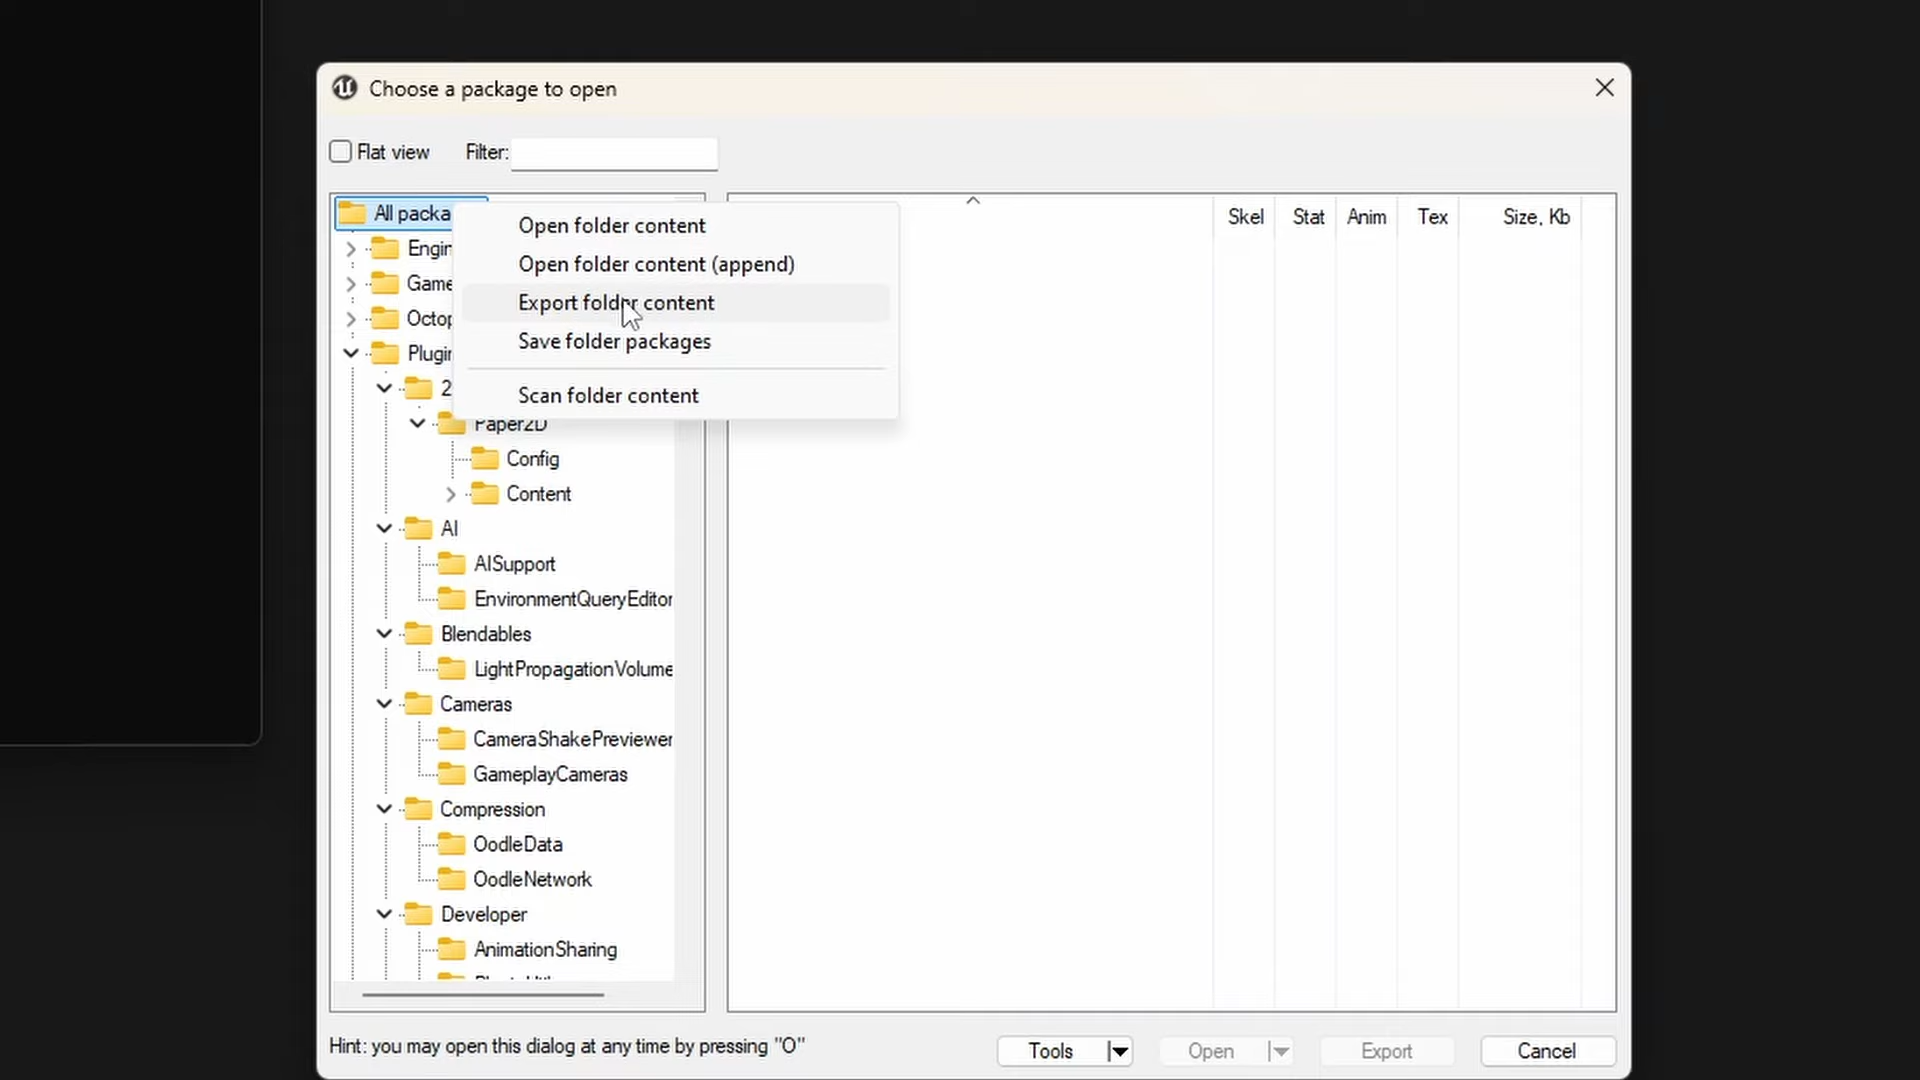 Choose a package to open
Flat view
Filter:
All packa
Engin
Game
Octop
Plugin
2
Paper2D
Config
Content
AI
AISupport
EnvironmentQueryEditor
Blendables
LightPropagationVolume
Cameras
CameraShakePreviewer
GameplayCameras
Compression
OodleData
OodleNetwork
Developer
AnimationSharing
Open folder content
Open folder content (append)
Export folder content
Save folder packages
Scan folder content
Skel Stat Anim Tex Size, Kb
Hint: you may open this dialog at any time by pressing "O"
Tools
Open
Export
Cancel